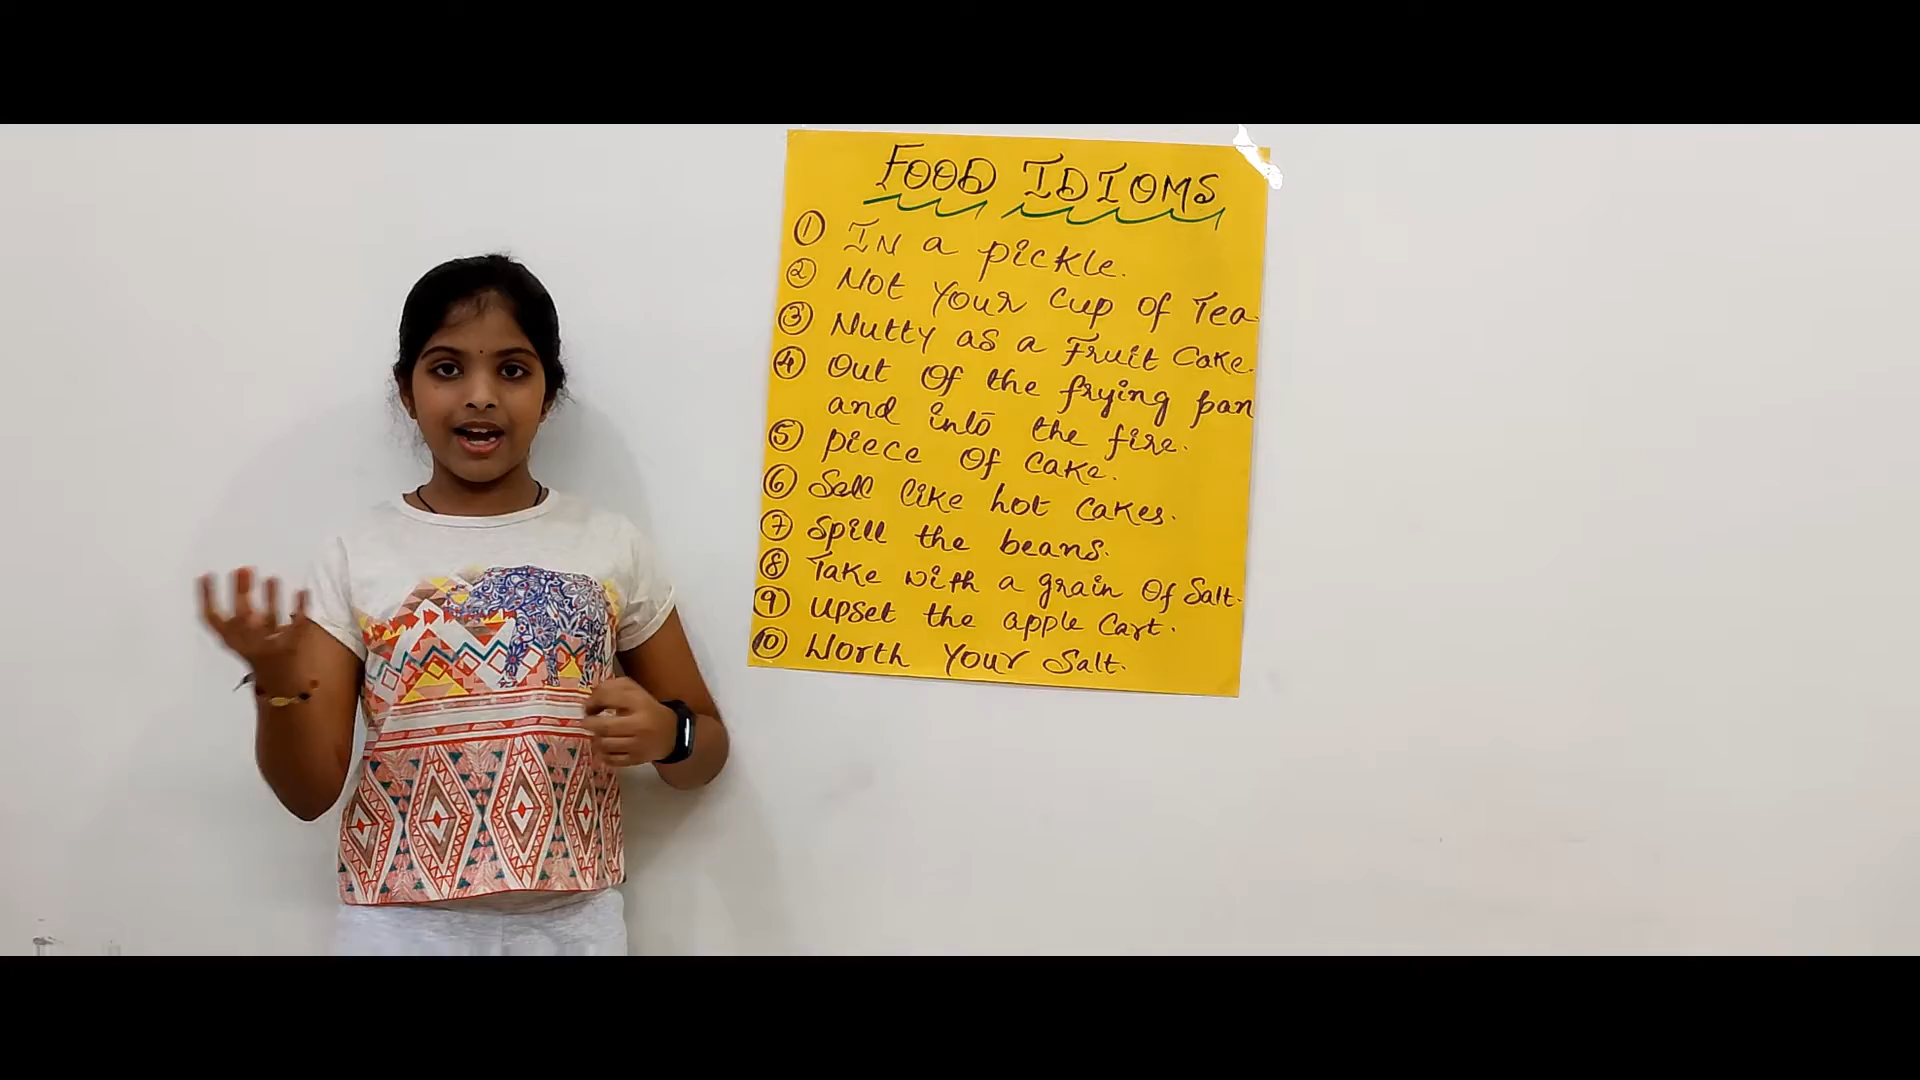 FOOD IDIOMS
① IN a pickle.
② Not your cup of Tea.
③ Nutty as a Fruit Cake.
④ Out Of the frying pan
and into the fire.
⑤ piece Of Cake.
⑥ Sell like hot Cakes.
⑦ Spill the beans.
⑧ Take with a grain Of Salt.
⑨ upset the apple Cart.
⑩ Worth Your Salt.